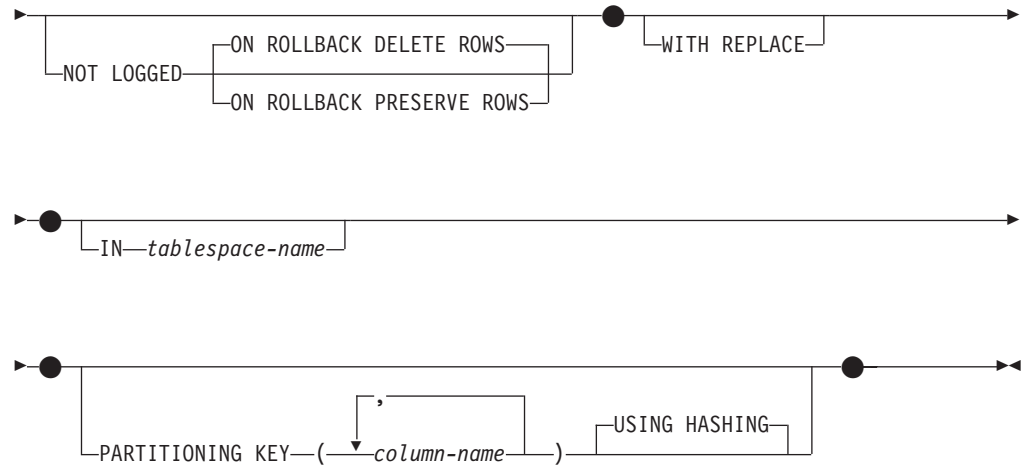 ON ROLLBACK DELETE ROWS
NOT LOGGED
ON ROLLBACK PRESERVE ROWS
WITH REPLACE
IN tablespace-name
,
USING HASHING
PARTITIONING KEY ( column-name )